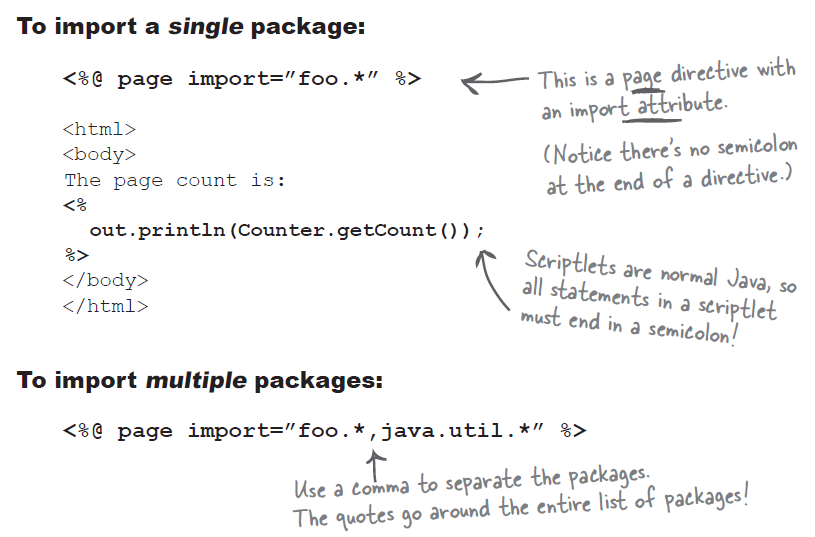 To import a single package:
<%@ page import=”foo.*” %>
This is a page directive with
an import attribute.
(Notice there's no semicolon
at the end of a directive.)
<html>
<body>
The page count is:
<%
out.println(Counter.getCount());
%>
</body>
</html>
Scriptlets are normal Java, so
all statements in a scriptlet
must end in a semicolon!
To import multiple packages:
<%@ page import=”foo.*,java.util.*” %>
Use a comma to separate the packages.
The quotes go around the entire list of packages!